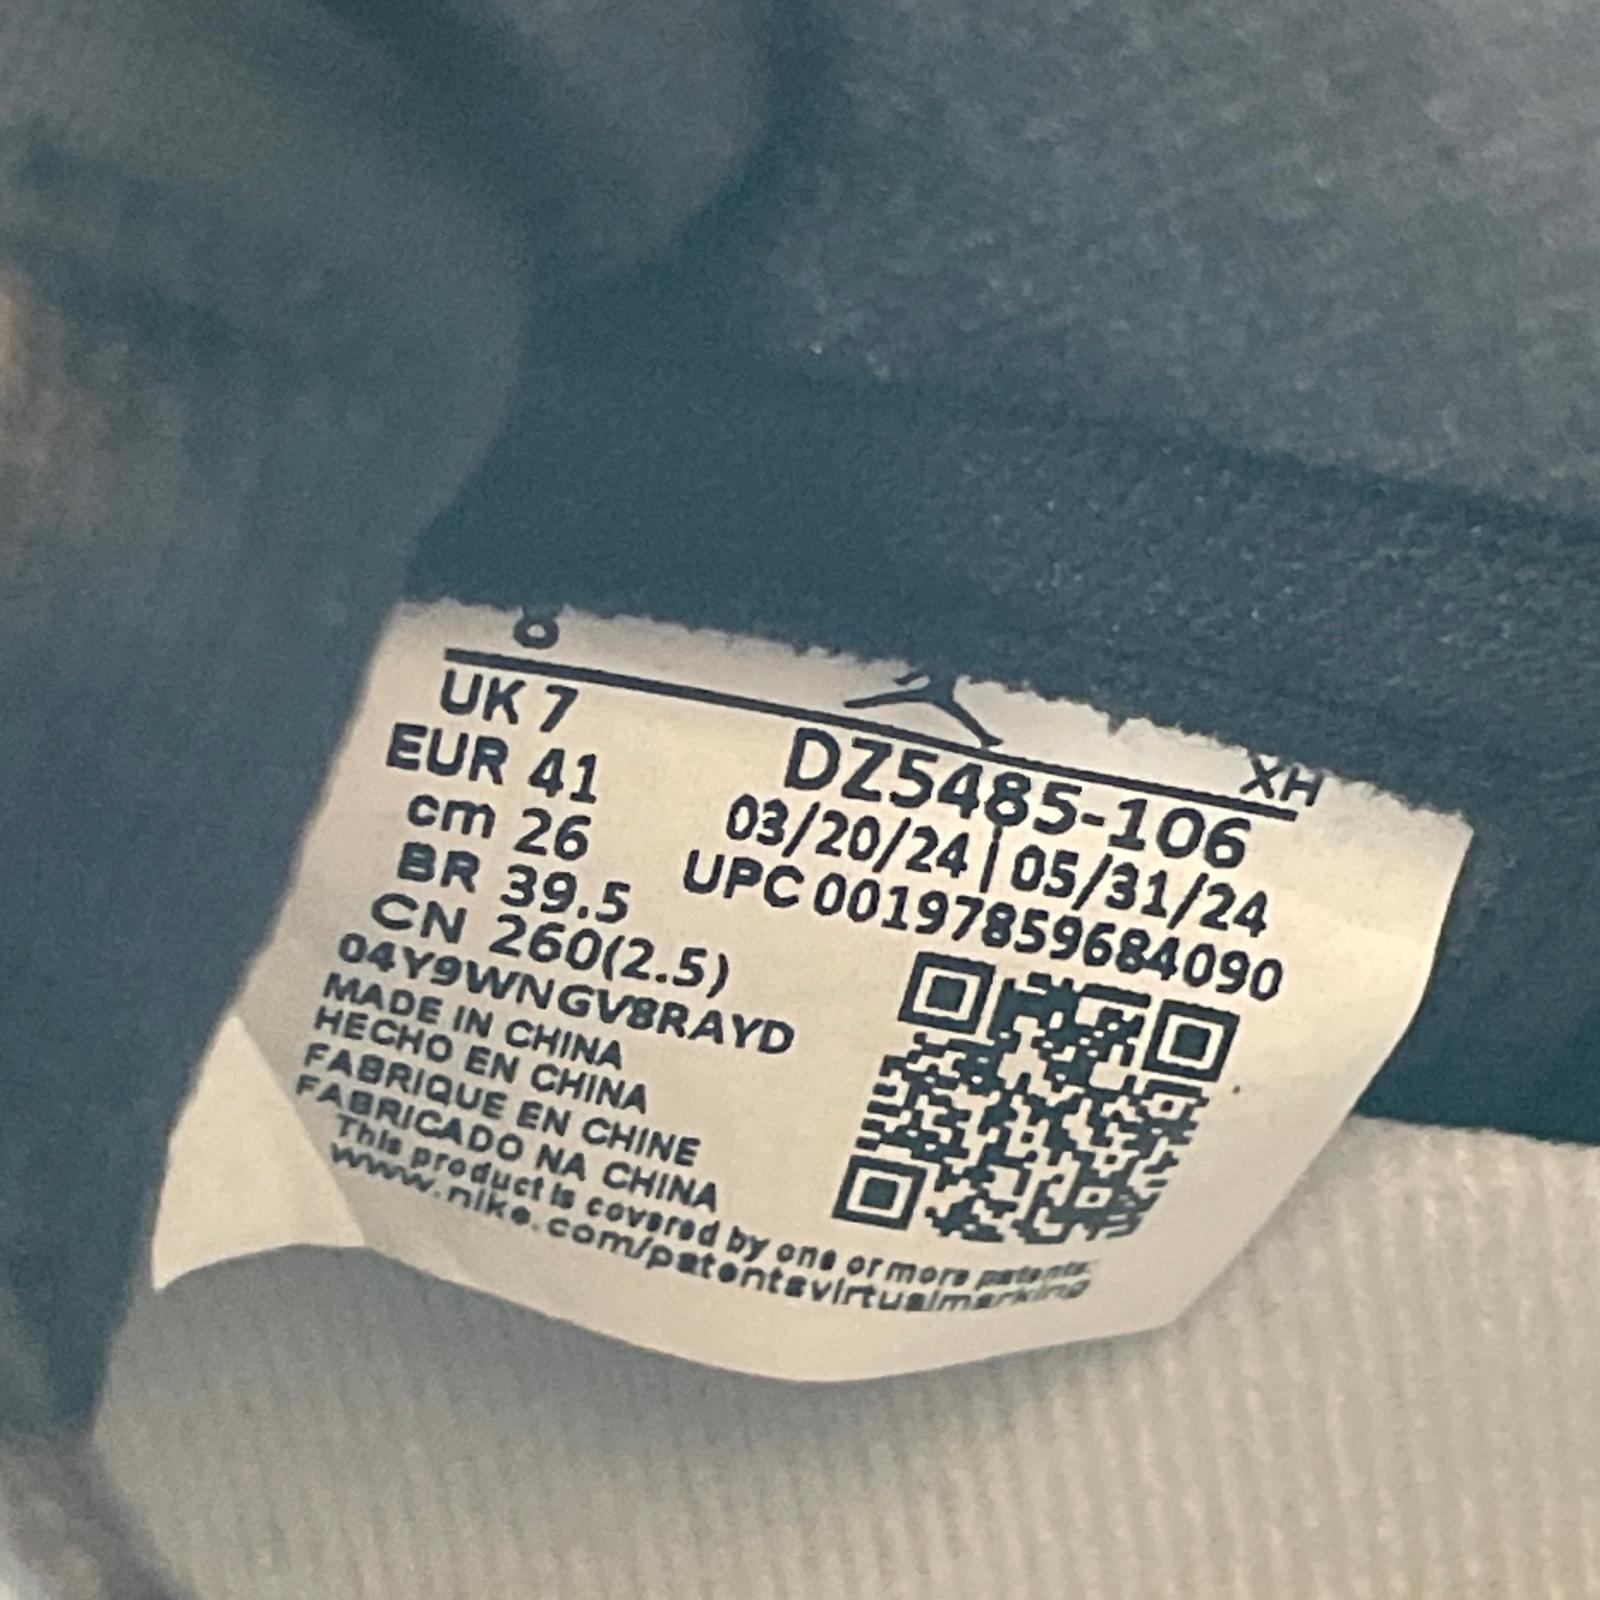 8
UK 7
EUR 41
cm 26
BR 39.5
CN 260(2.5)
04Y9WNGV8RAYD
MADE IN CHINA
HECHO EN CHINA
FABRIQUE EN CHINE
FABRICADO NA CHINA
This product is covered by one or more patents:
www.nike.com/patentsvirtualmarking
XH
DZ5485-106
03/20/24 | 05/31/24
UPC 00197859684090